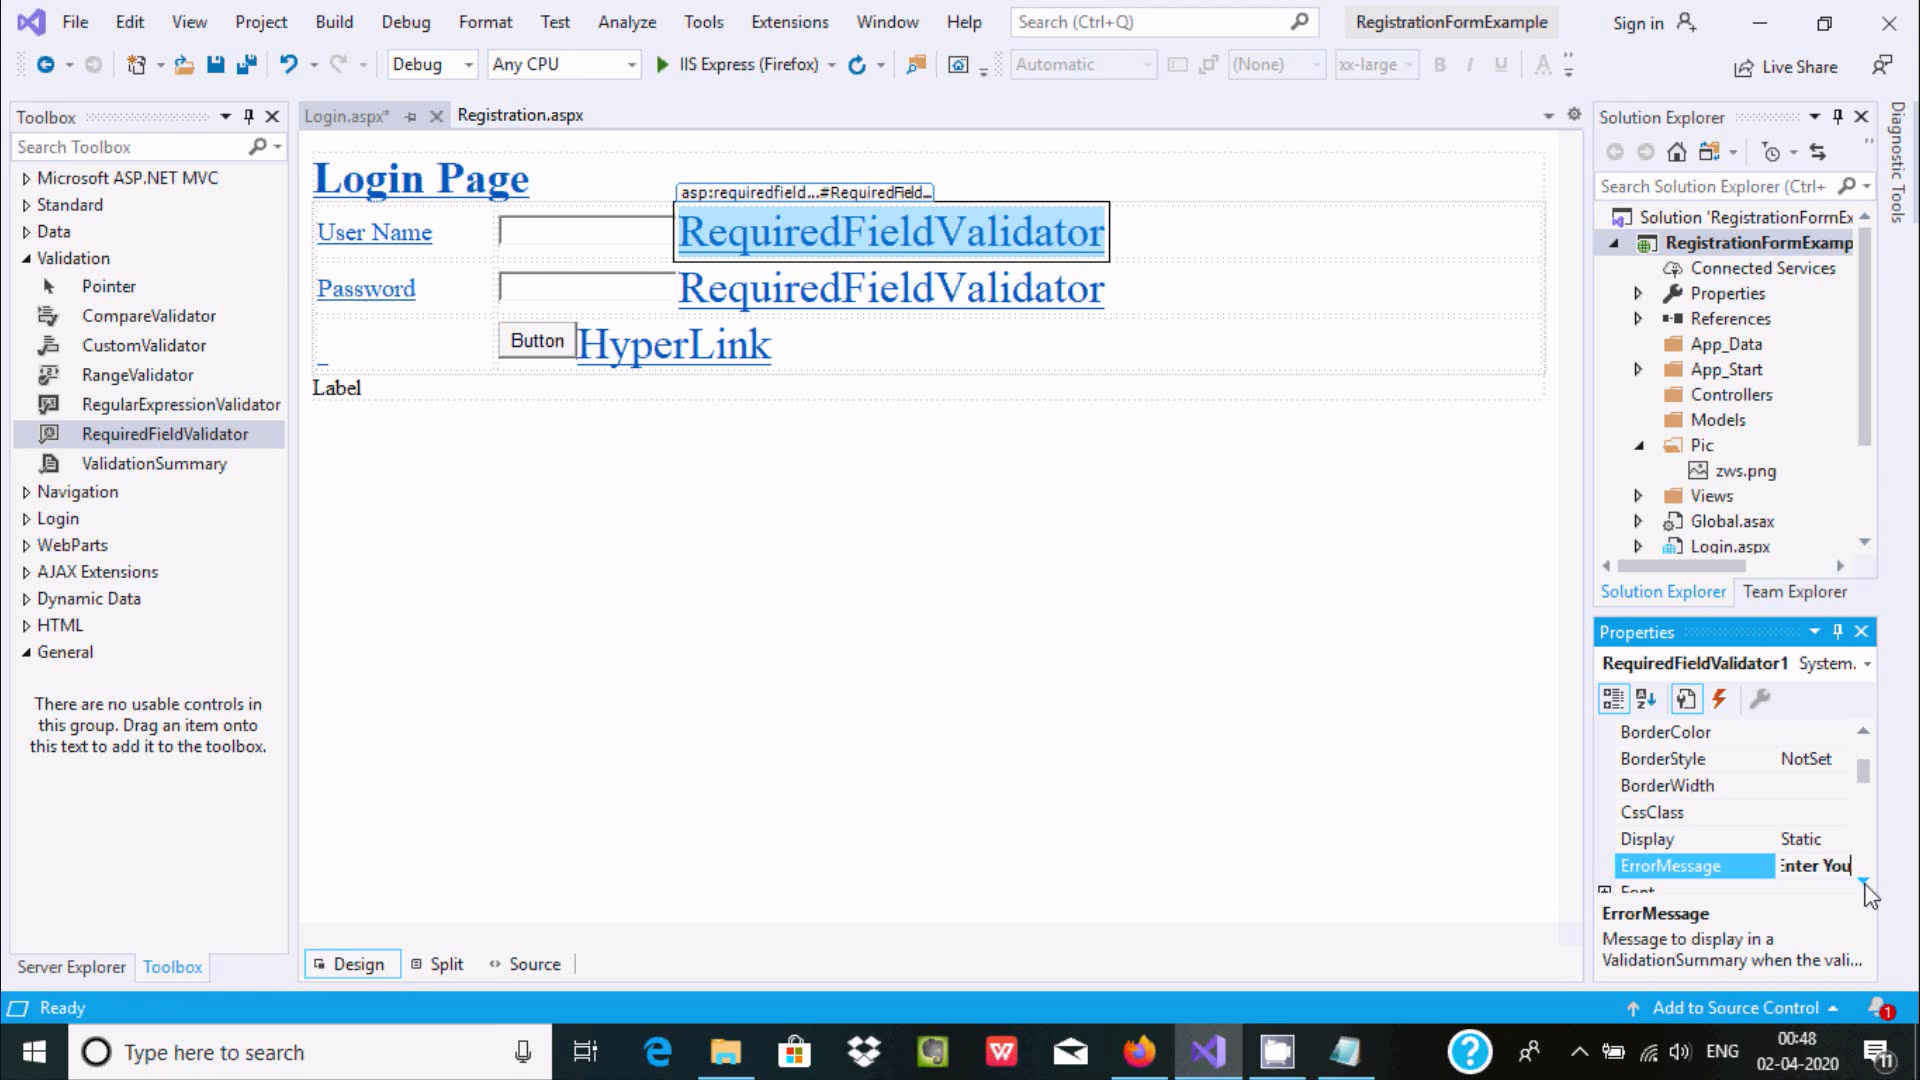 File Edit View Project Build Debug Format Test Analyze Tools Extensions Window Help Search (Ctrl+Q) RegistrationFormExample Sign in
Debug Any CPU IIS Express (Firefox) Automatic (None) xx-large B I U A Live Share
Toolbox
Search Toolbox
Microsoft ASP.NET MVC
Standard
Data
Validation
Pointer
CompareValidator
CustomValidator
RangeValidator
RegularExpressionValidator
RequiredFieldValidator
ValidationSummary
Navigation
Login
WebParts
AJAX Extensions
Dynamic Data
HTML
General
There are no usable controls in
this group. Drag an item onto
this text to add it to the toolbox.
Server Explorer Toolbox
Login.aspx* Registration.aspx
Login Page
asp:requiredfield...#RequiredField_
User Name RequiredFieldValidator
Password RequiredFieldValidator
Button HyperLink
Label
Design Split Source
Solution Explorer
Search Solution Explorer (Ctrl+
Solution 'RegistrationFormEx
RegistrationFormExamp
Connected Services
Properties
References
App_Data
App_Start
Controllers
Models
Pic
zws.png
Views
Global.asax
Login.aspx
Solution Explorer Team Explorer
Properties
RequiredFieldValidator1 System.
BorderColor
BorderStyle NotSet
BorderWidth
CssClass
Display Static
ErrorMessage Enter You
Font
ErrorMessage
Message to display in a
ValidationSummary when the vali...
Diagnostic Tools
Ready Add to Source Control 1
Type here to search ENG 00:48
02-04-2020 11